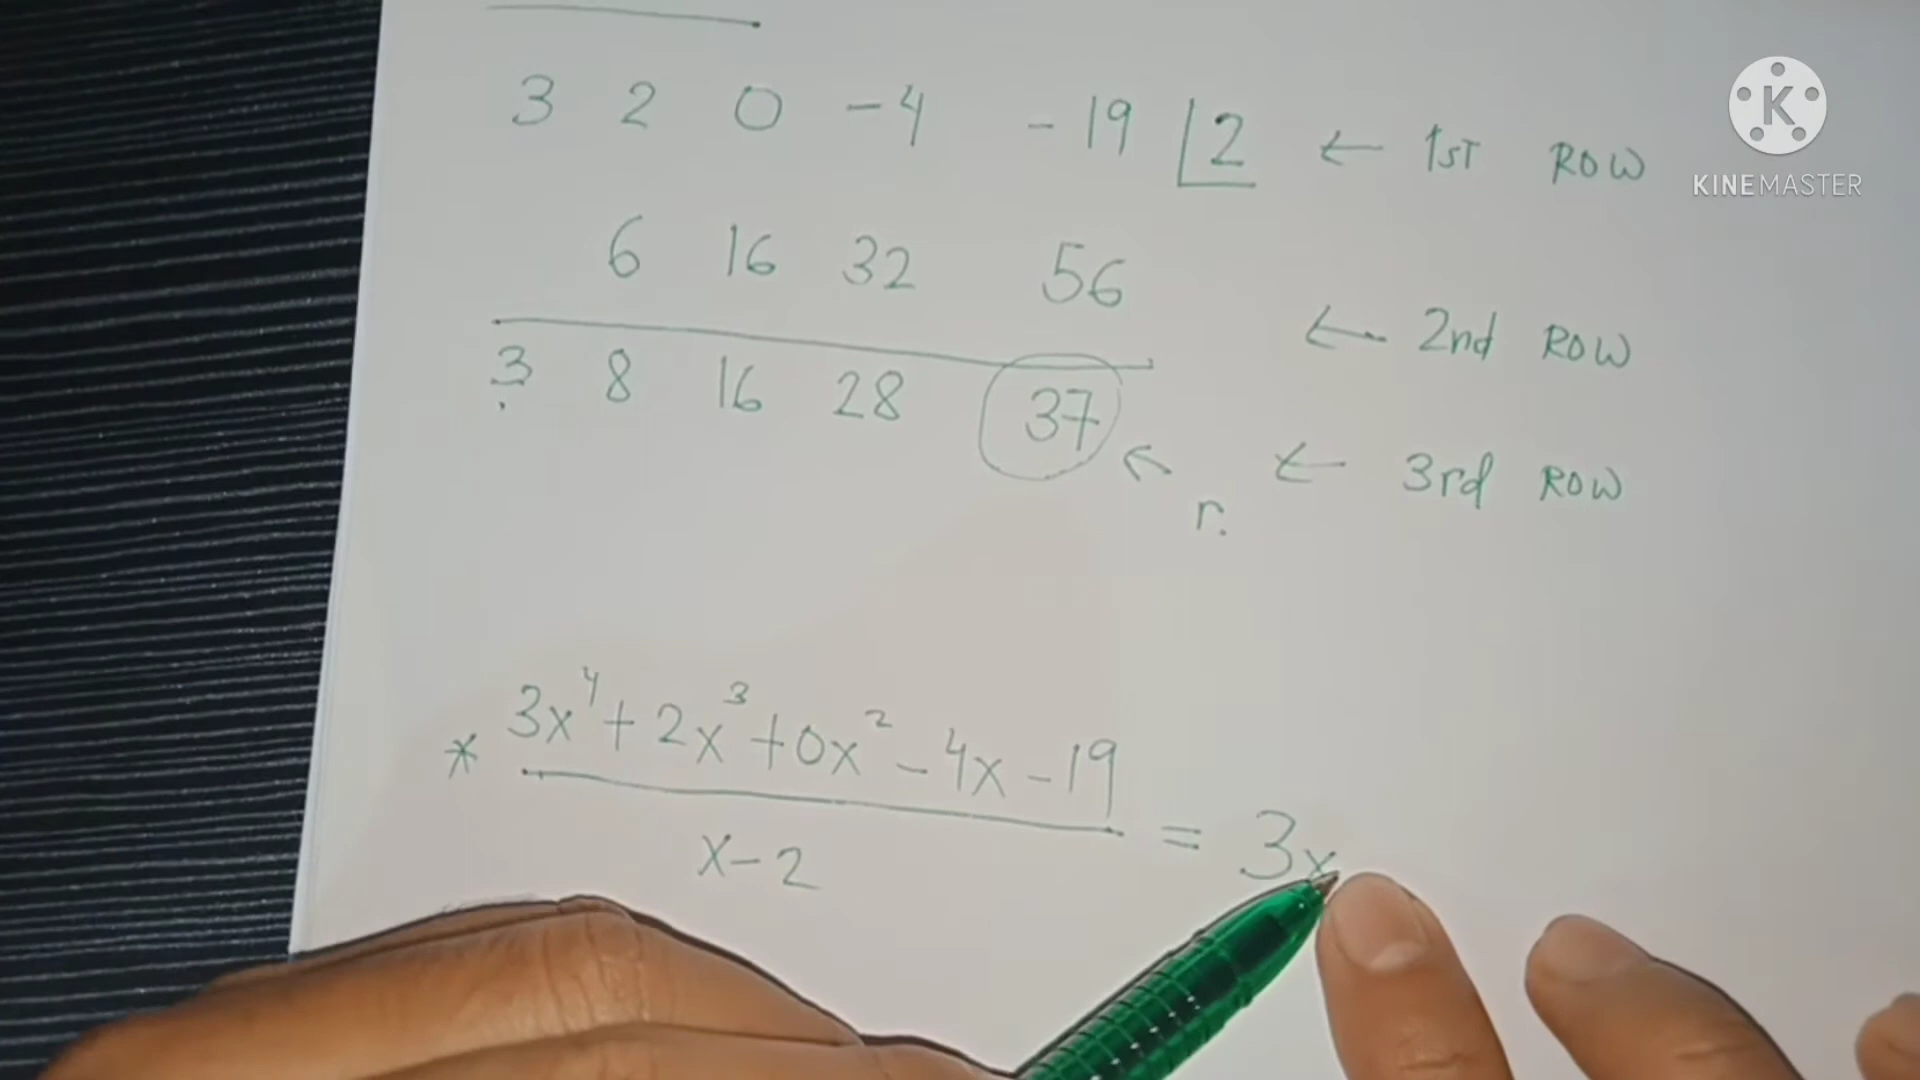 3 2 0 -4 -19 |2 ← 1ST ROW
KINEMASTER
6 16 32 56 ← 2nd ROW
3 8 16 28 37 ← r. ← 3rd ROW
* 3x⁴ + 2x³ + 0x² - 4x - 19
x - 2
= 3x